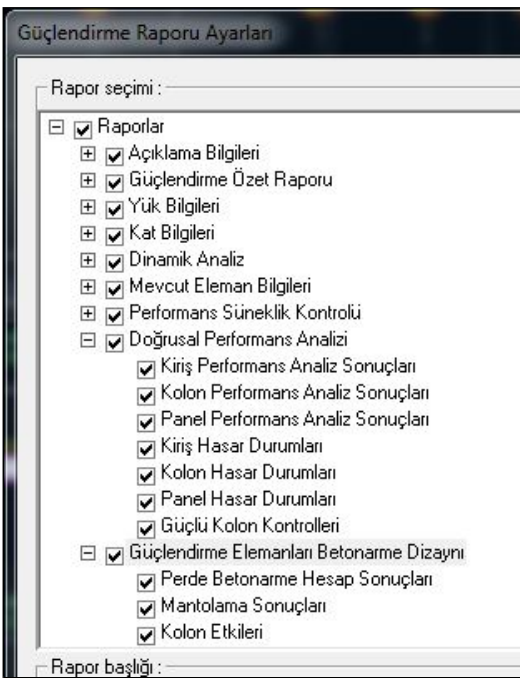 Güçlendirme Raporu Ayarları
Rapor seçimi :
Raporlar
Açıklama Bilgileri
Güçlendirme Özet Raporu
Yük Bilgileri
Kat Bilgileri
Dinamik Analiz
Mevcut Eleman Bilgileri
Performans Süneklik Kontrolü
Doğrusal Performans Analizi
Kiriş Performans Analiz Sonuçları
Kolon Performans Analiz Sonuçları
Panel Performans Analiz Sonuçları
Kiriş Hasar Durumları
Kolon Hasar Durumları
Panel Hasar Durumları
Güçlü Kolon Kontrolleri
Güçlendirme Elemanları Betonarme Dizaynı
Perde Betonarme Hesap Sonuçları
Mantolama Sonuçları
Kolon Etkileri
Rapor başlığı :